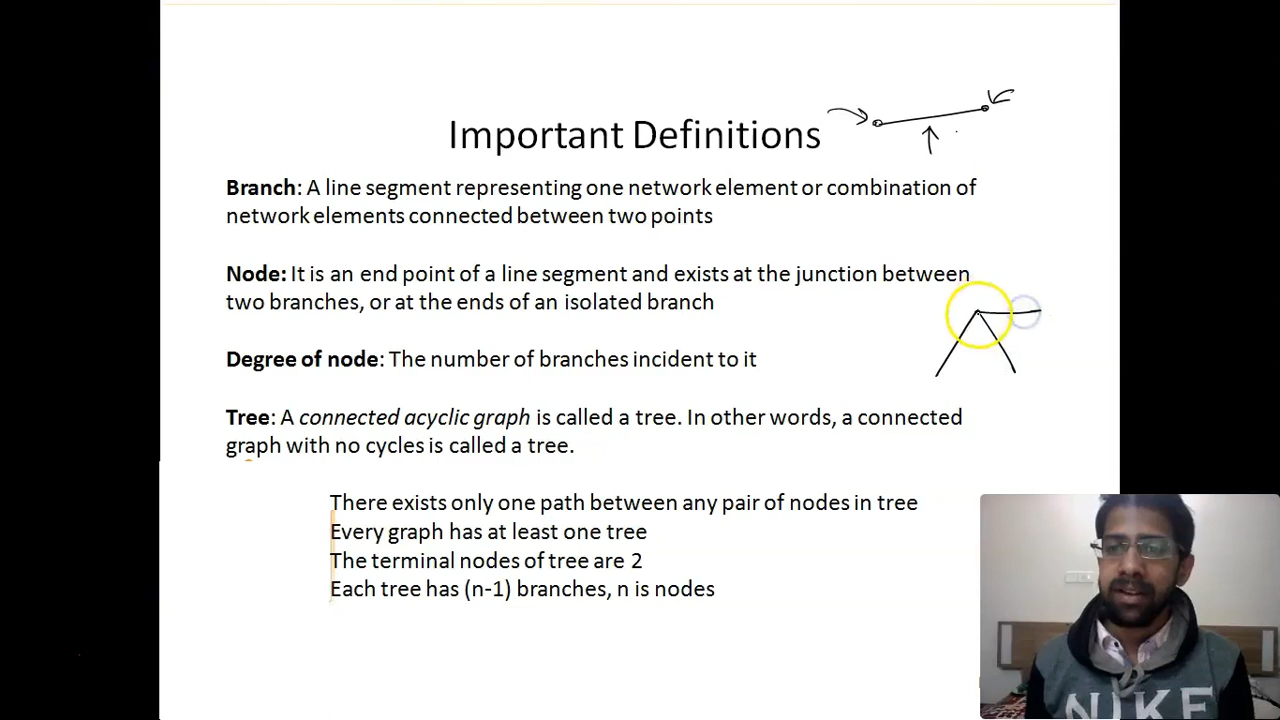 Important Definitions
Branch: A line segment representing one network element or combination of
network elements connected between two points
Node: It is an end point of a line segment and exists at the junction between
two branches, or at the ends of an isolated branch
Degree of node: The number of branches incident to it
Tree: A connected acyclic graph is called a tree. In other words, a connected
graph with no cycles is called a tree.
There exists only one path between any pair of nodes in tree
Every graph has at least one tree
The terminal nodes of tree are 2
Each tree has (n-1) branches, n is nodes
NIKE